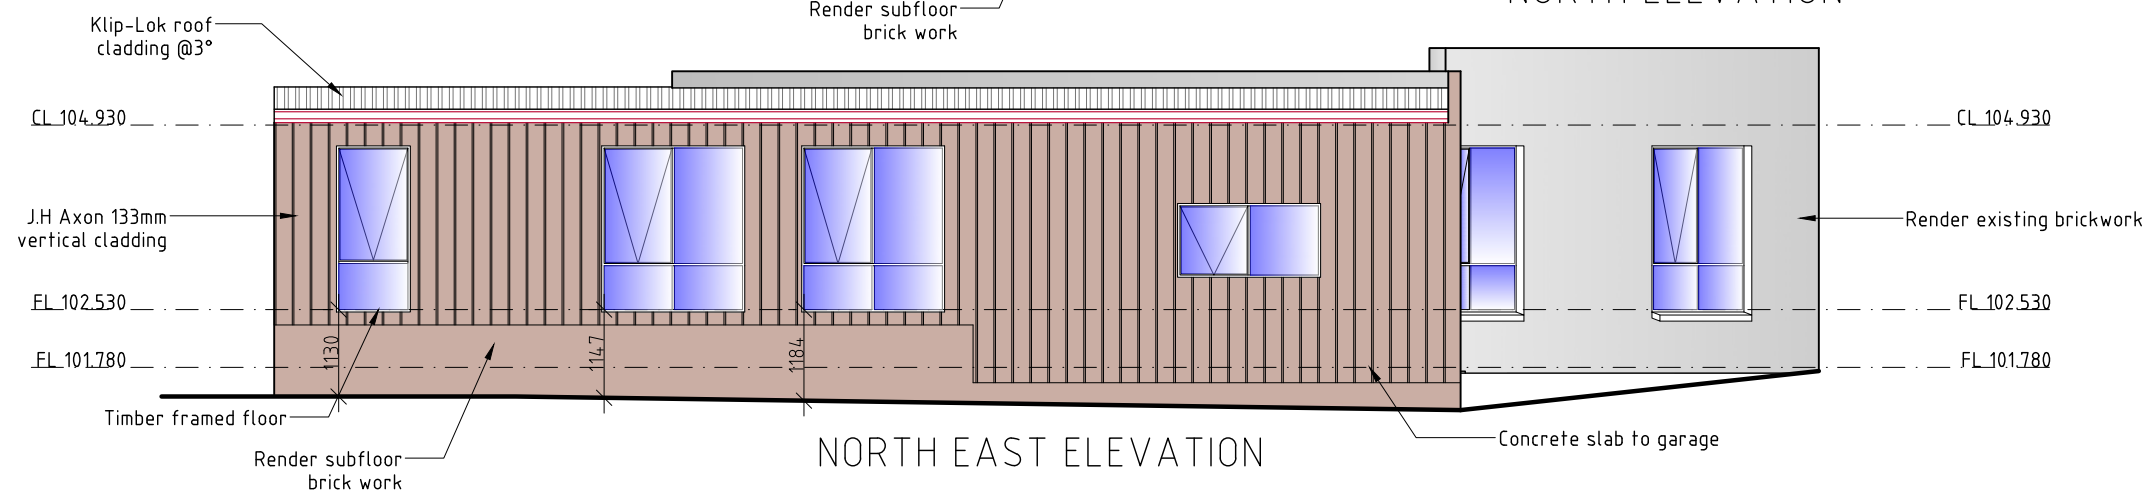 Render subfloor
brick work
NORTH ELEVATION
Klip-Lok roof
cladding @3°
CL 104.930
CL 104.930
J.H Axon 133mm
vertical cladding
Render existing brickwork
FL 102.530
FL 102.530
1130
1147
1184
FL 101.780
FL 101.780
Timber framed floor
Render subfloor
brick work
NORTH EAST ELEVATION
Concrete slab to garage